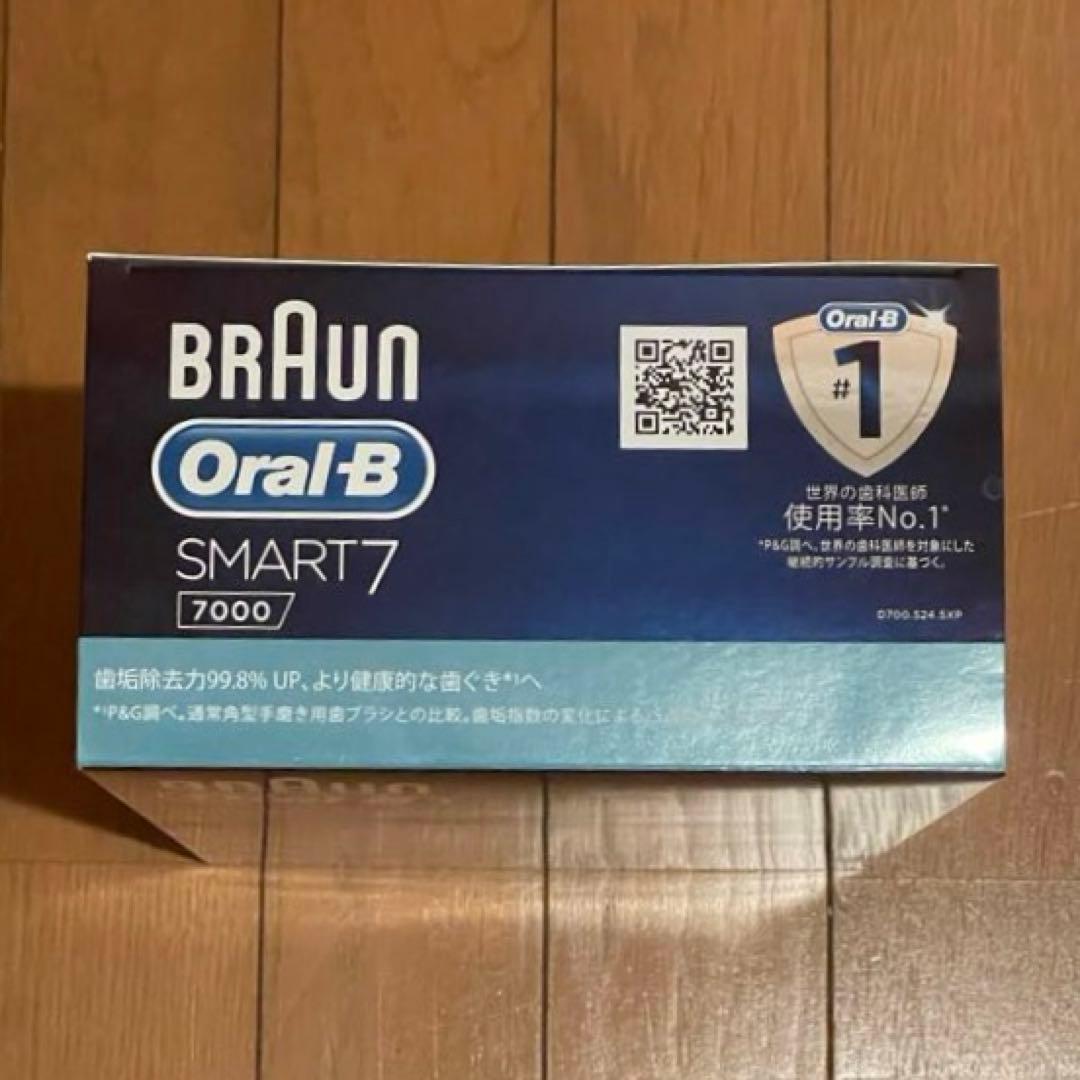 BRAUN
Oral-B
SMART7
7000
Oral-B
#1
世界の歯科医師
使用率No.1*
*P&G調べ。世界の歯科医師を対象にした
継続的サンプル調査に基づく。
D700.524.5XP
歯垢除去力99.8% UP、より健康的な歯ぐき*¹へ
*¹P&G調べ。通常角型手磨き用歯ブラシとの比較。歯垢指数の変化による
BRAUN